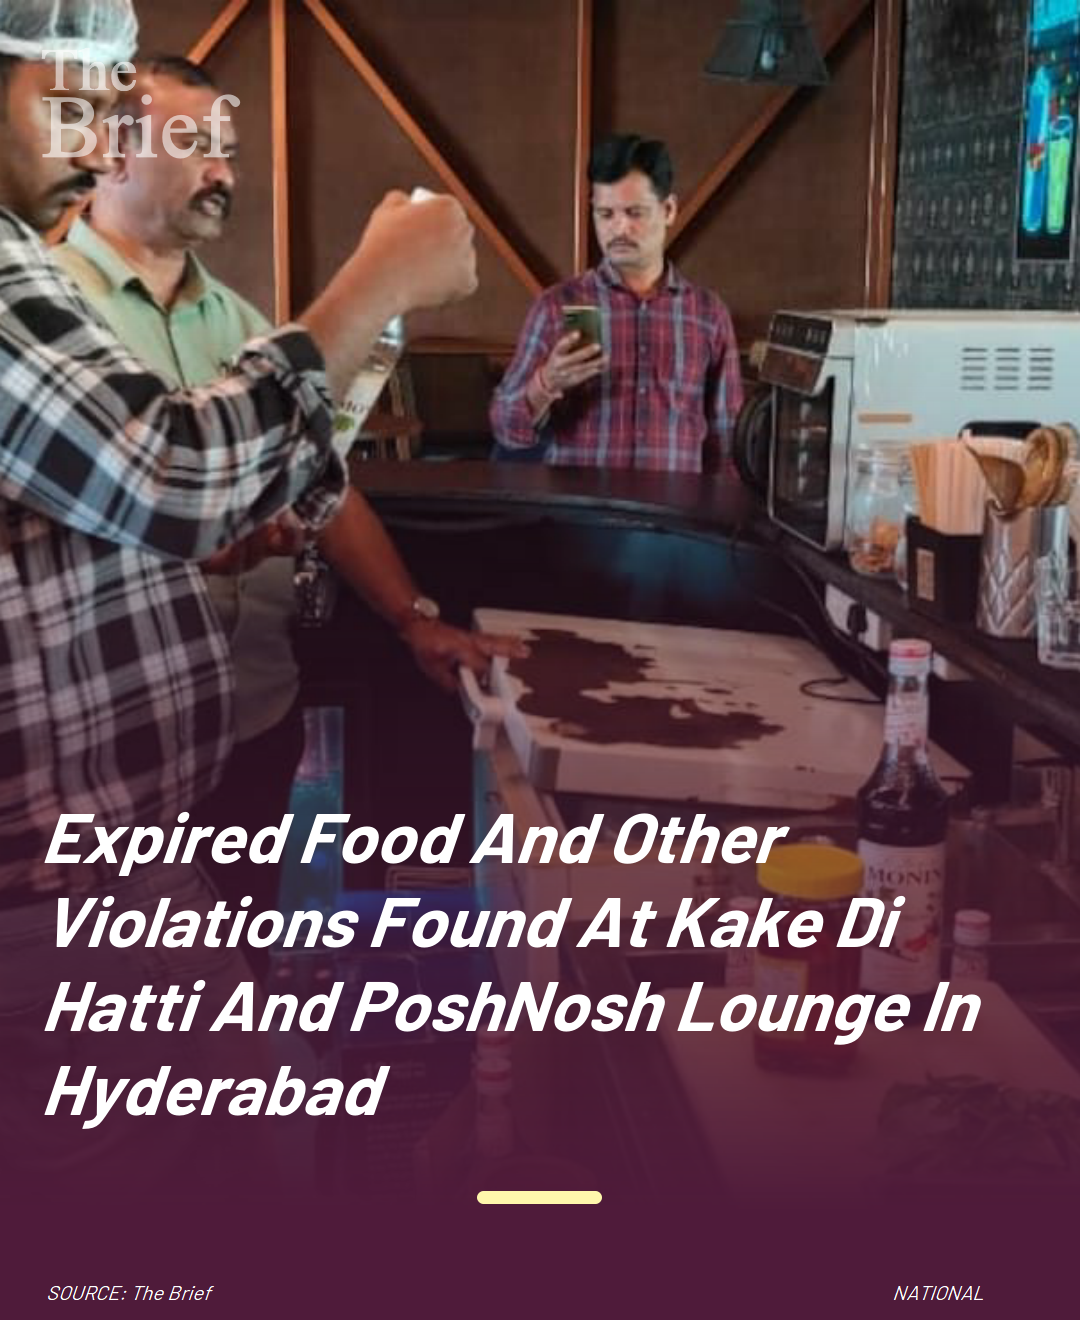 The
Brief
MONIN
Expired Food And Other
Violations Found At Kake Di
Hatti And PoshNosh Lounge In
Hyderabad
SOURCE: The Brief
NATIONAL